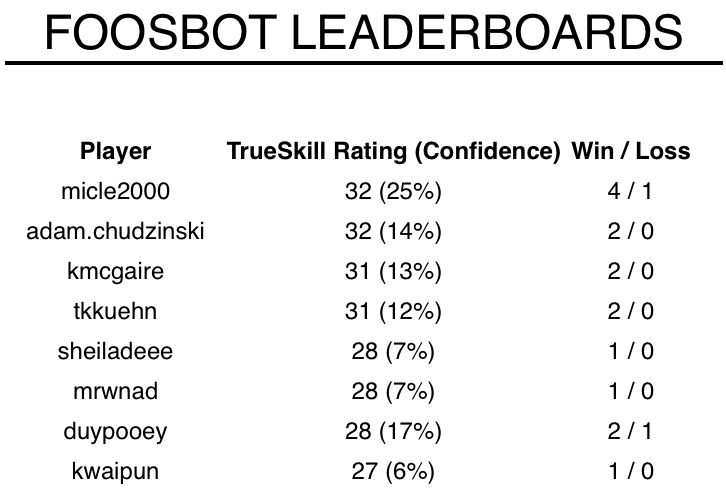 FOOSBOT LEADERBOARDS
Player TrueSkill Rating (Confidence) Win / Loss
micle2000 32 (25%) 4 / 1
adam.chudzinski 32 (14%) 2 / 0
kmcgaire 31 (13%) 2 / 0
tkkuehn 31 (12%) 2 / 0
sheiladeee 28 (7%) 1 / 0
mrwnad 28 (7%) 1 / 0
duypooey 28 (17%) 2 / 1
kwaipun 27 (6%) 1 / 0